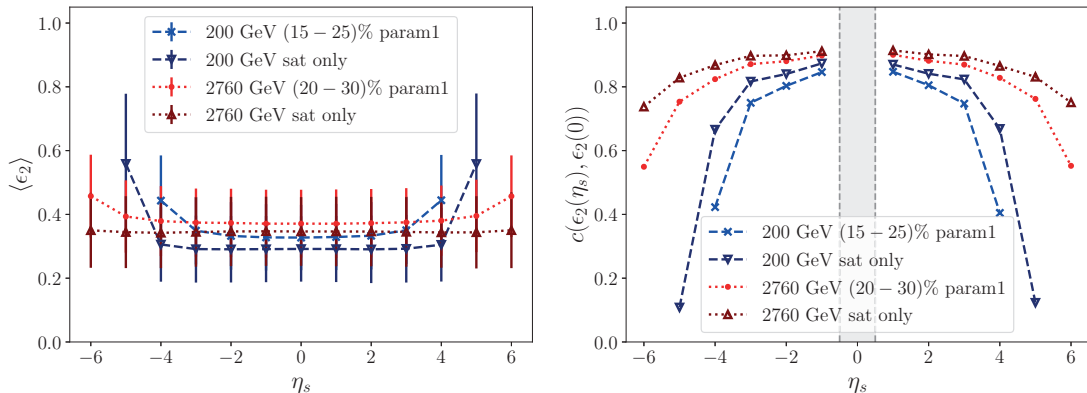 1.0
0.8
0.6
0.4
0.2
0.0
⟨ϵ₂⟩
200 GeV (15 − 25)% param1
200 GeV sat only
2760 GeV (20 − 30)% param1
2760 GeV sat only
−6 −4 −2 0 2 4 6
η_s
1.0
0.8
0.6
0.4
0.2
0.0
c(ϵ₂(η_s), ϵ₂(0))
200 GeV (15 − 25)% param1
200 GeV sat only
2760 GeV (20 − 30)% param1
2760 GeV sat only
−6 −4 −2 0 2 4 6
η_s